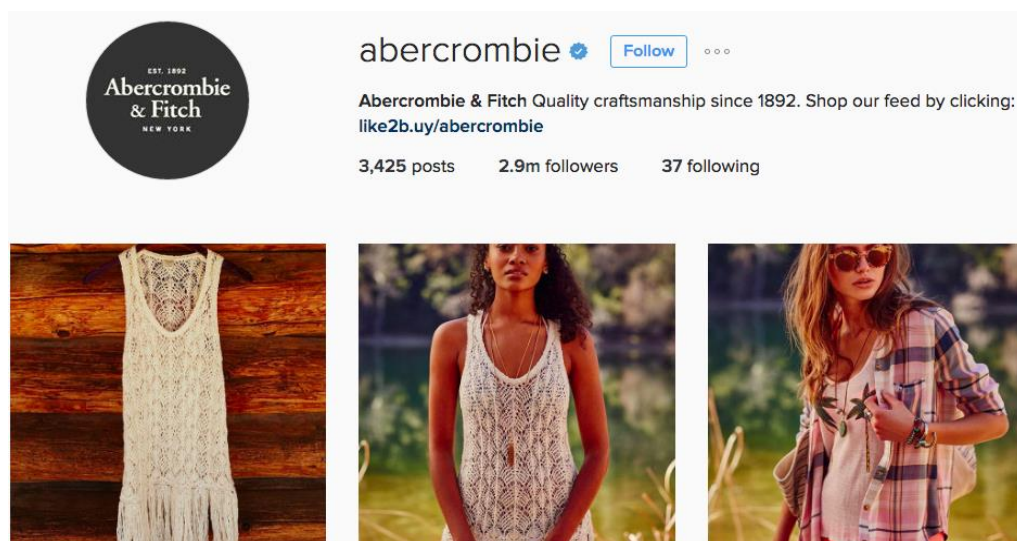 EST. 1892
Abercrombie
& Fitch
NEW YORK
abercrombie
Follow
Abercrombie & Fitch Quality craftsmanship since 1892. Shop our feed by clicking:
like2b.uy/abercrombie
3,425 posts 2.9m followers 37 following